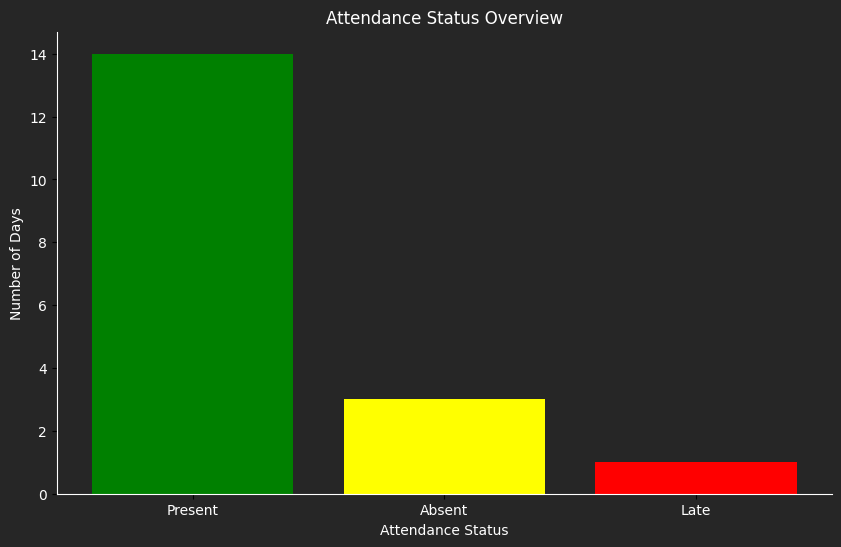 Attendance Status Overview
Number of Days
14
12
10
8
6
4
2
0
Present Absent Late
Attendance Status